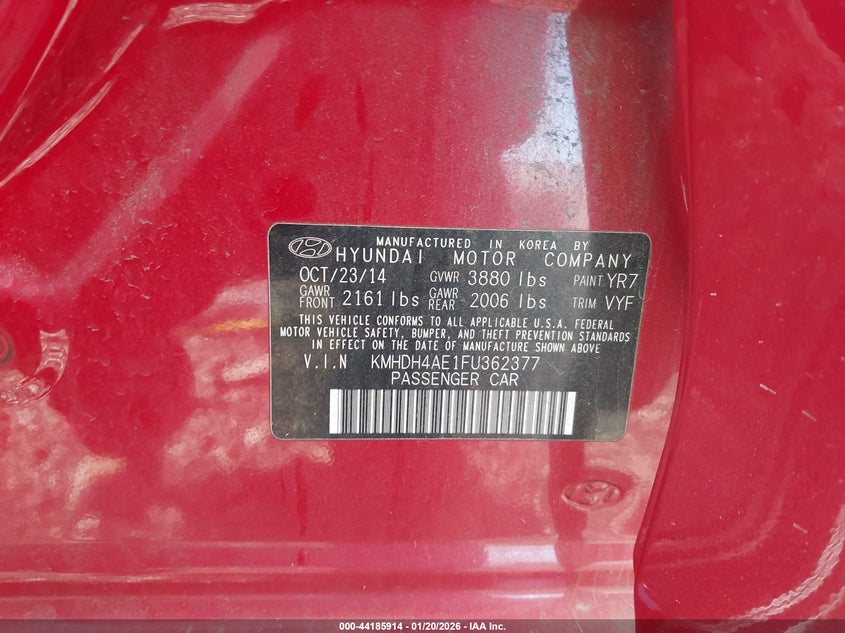 MANUFACTURED IN KOREA BY
HYUNDAI MOTOR COMPANY
OCT/23/14 GVWR 3880 lbs PAINT YR7
GAWR FRONT 2161 lbs GAWR REAR 2006 lbs TRIM VYF
THIS VEHICLE CONFORMS TO ALL APPLICABLE U.S.A. FEDERAL
MOTOR VEHICLE SAFETY, BUMPER, AND THEFT PREVENTION STANDARDS
IN EFFECT ON THE DATE OF MANUFACTURE SHOWN ABOVE
V.I.N KMHDH4AE1FU362377
PASSENGER CAR
000-44185914 - 01/20/2026 - IAA Inc.